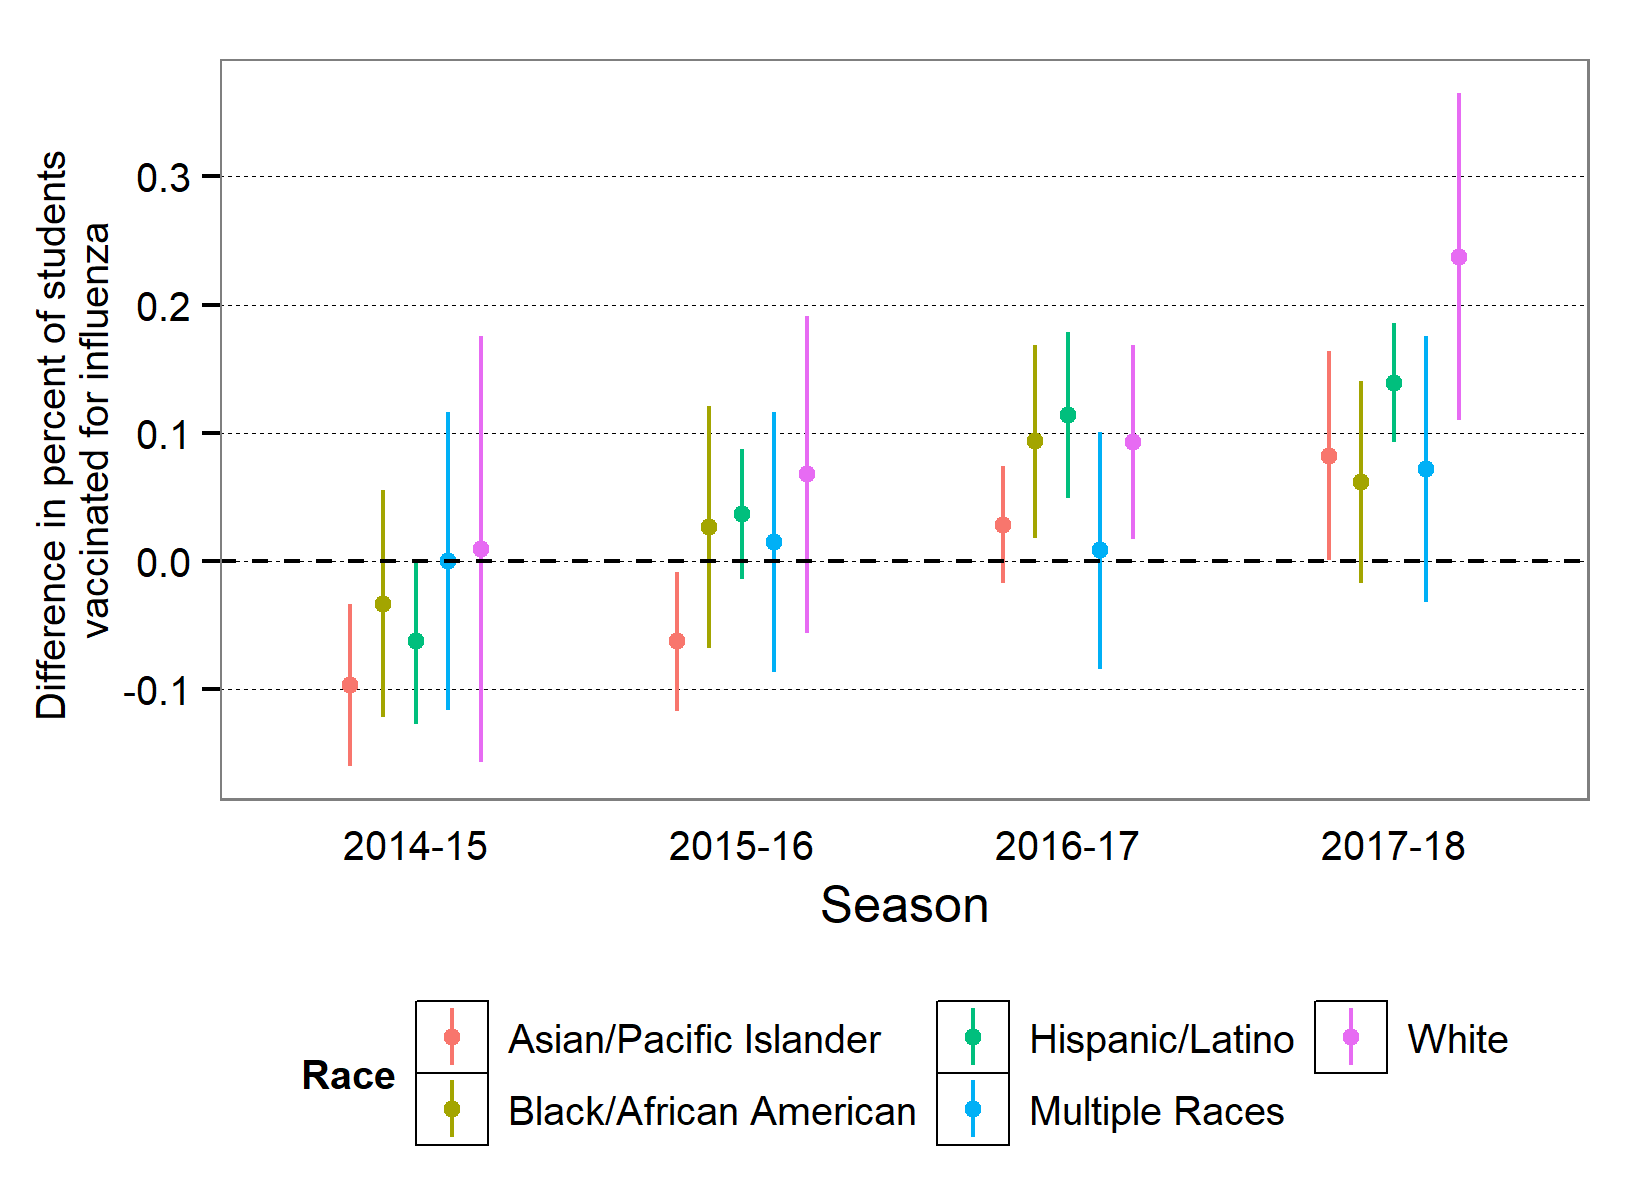 Difference in percent of students
vaccinated for influenza
0.3
0.2
0.1
0.0
-0.1
2014-15 2015-16 2016-17 2017-18
Season
Race
Asian/Pacific Islander Hispanic/Latino White
Black/African American Multiple Races